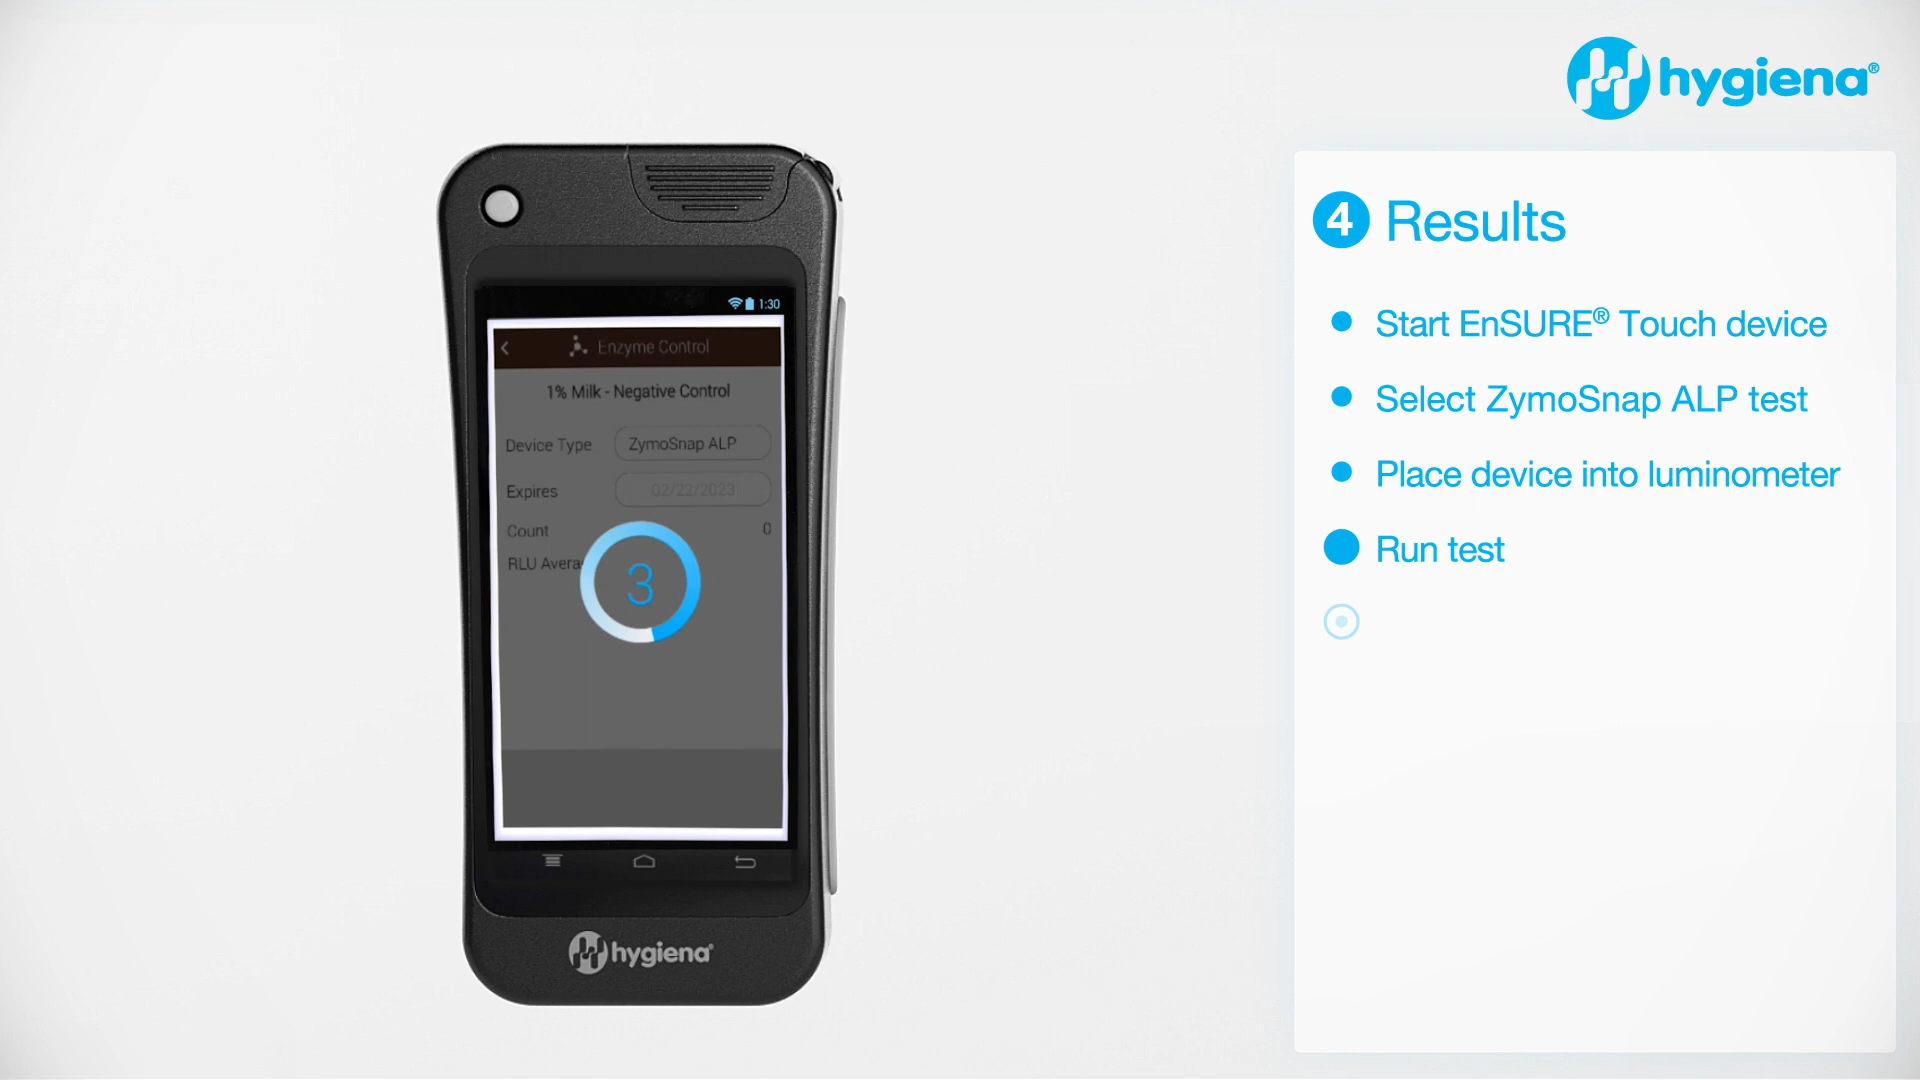 hygiena®
4 Results
Start EnSURE® Touch device
Select ZymoSnap ALP test
Place device into luminometer
Run test
1:30
Enzyme Control
1% Milk - Negative Control
Device Type ZymoSnap ALP
Expires 02/22/2023
Count 0
RLU Avera
3
hygiena®